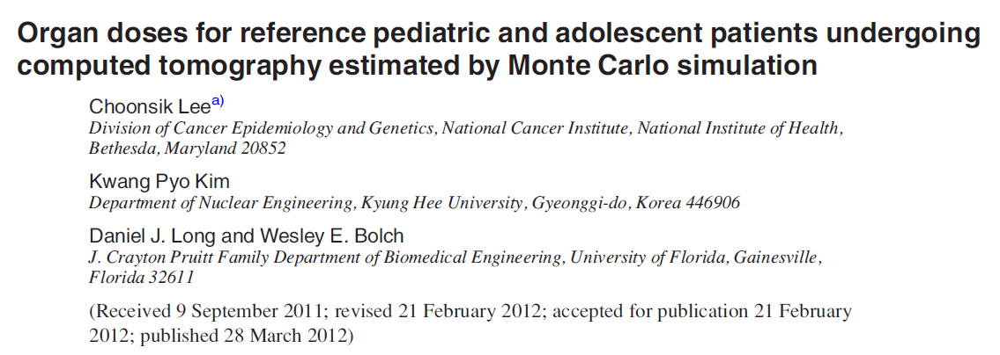 Organ doses for reference pediatric and adolescent patients undergoing
computed tomography estimated by Monte Carlo simulation
Choonsik Lee a)
Division of Cancer Epidemiology and Genetics, National Cancer Institute, National Institute of Health,
Bethesda, Maryland 20852
Kwang Pyo Kim
Department of Nuclear Engineering, Kyung Hee University, Gyeonggi-do, Korea 446906
Daniel J. Long and Wesley E. Bolch
J. Crayton Pruitt Family Department of Biomedical Engineering, University of Florida, Gainesville,
Florida 32611
(Received 9 September 2011; revised 21 February 2012; accepted for publication 21 February
2012; published 28 March 2012)